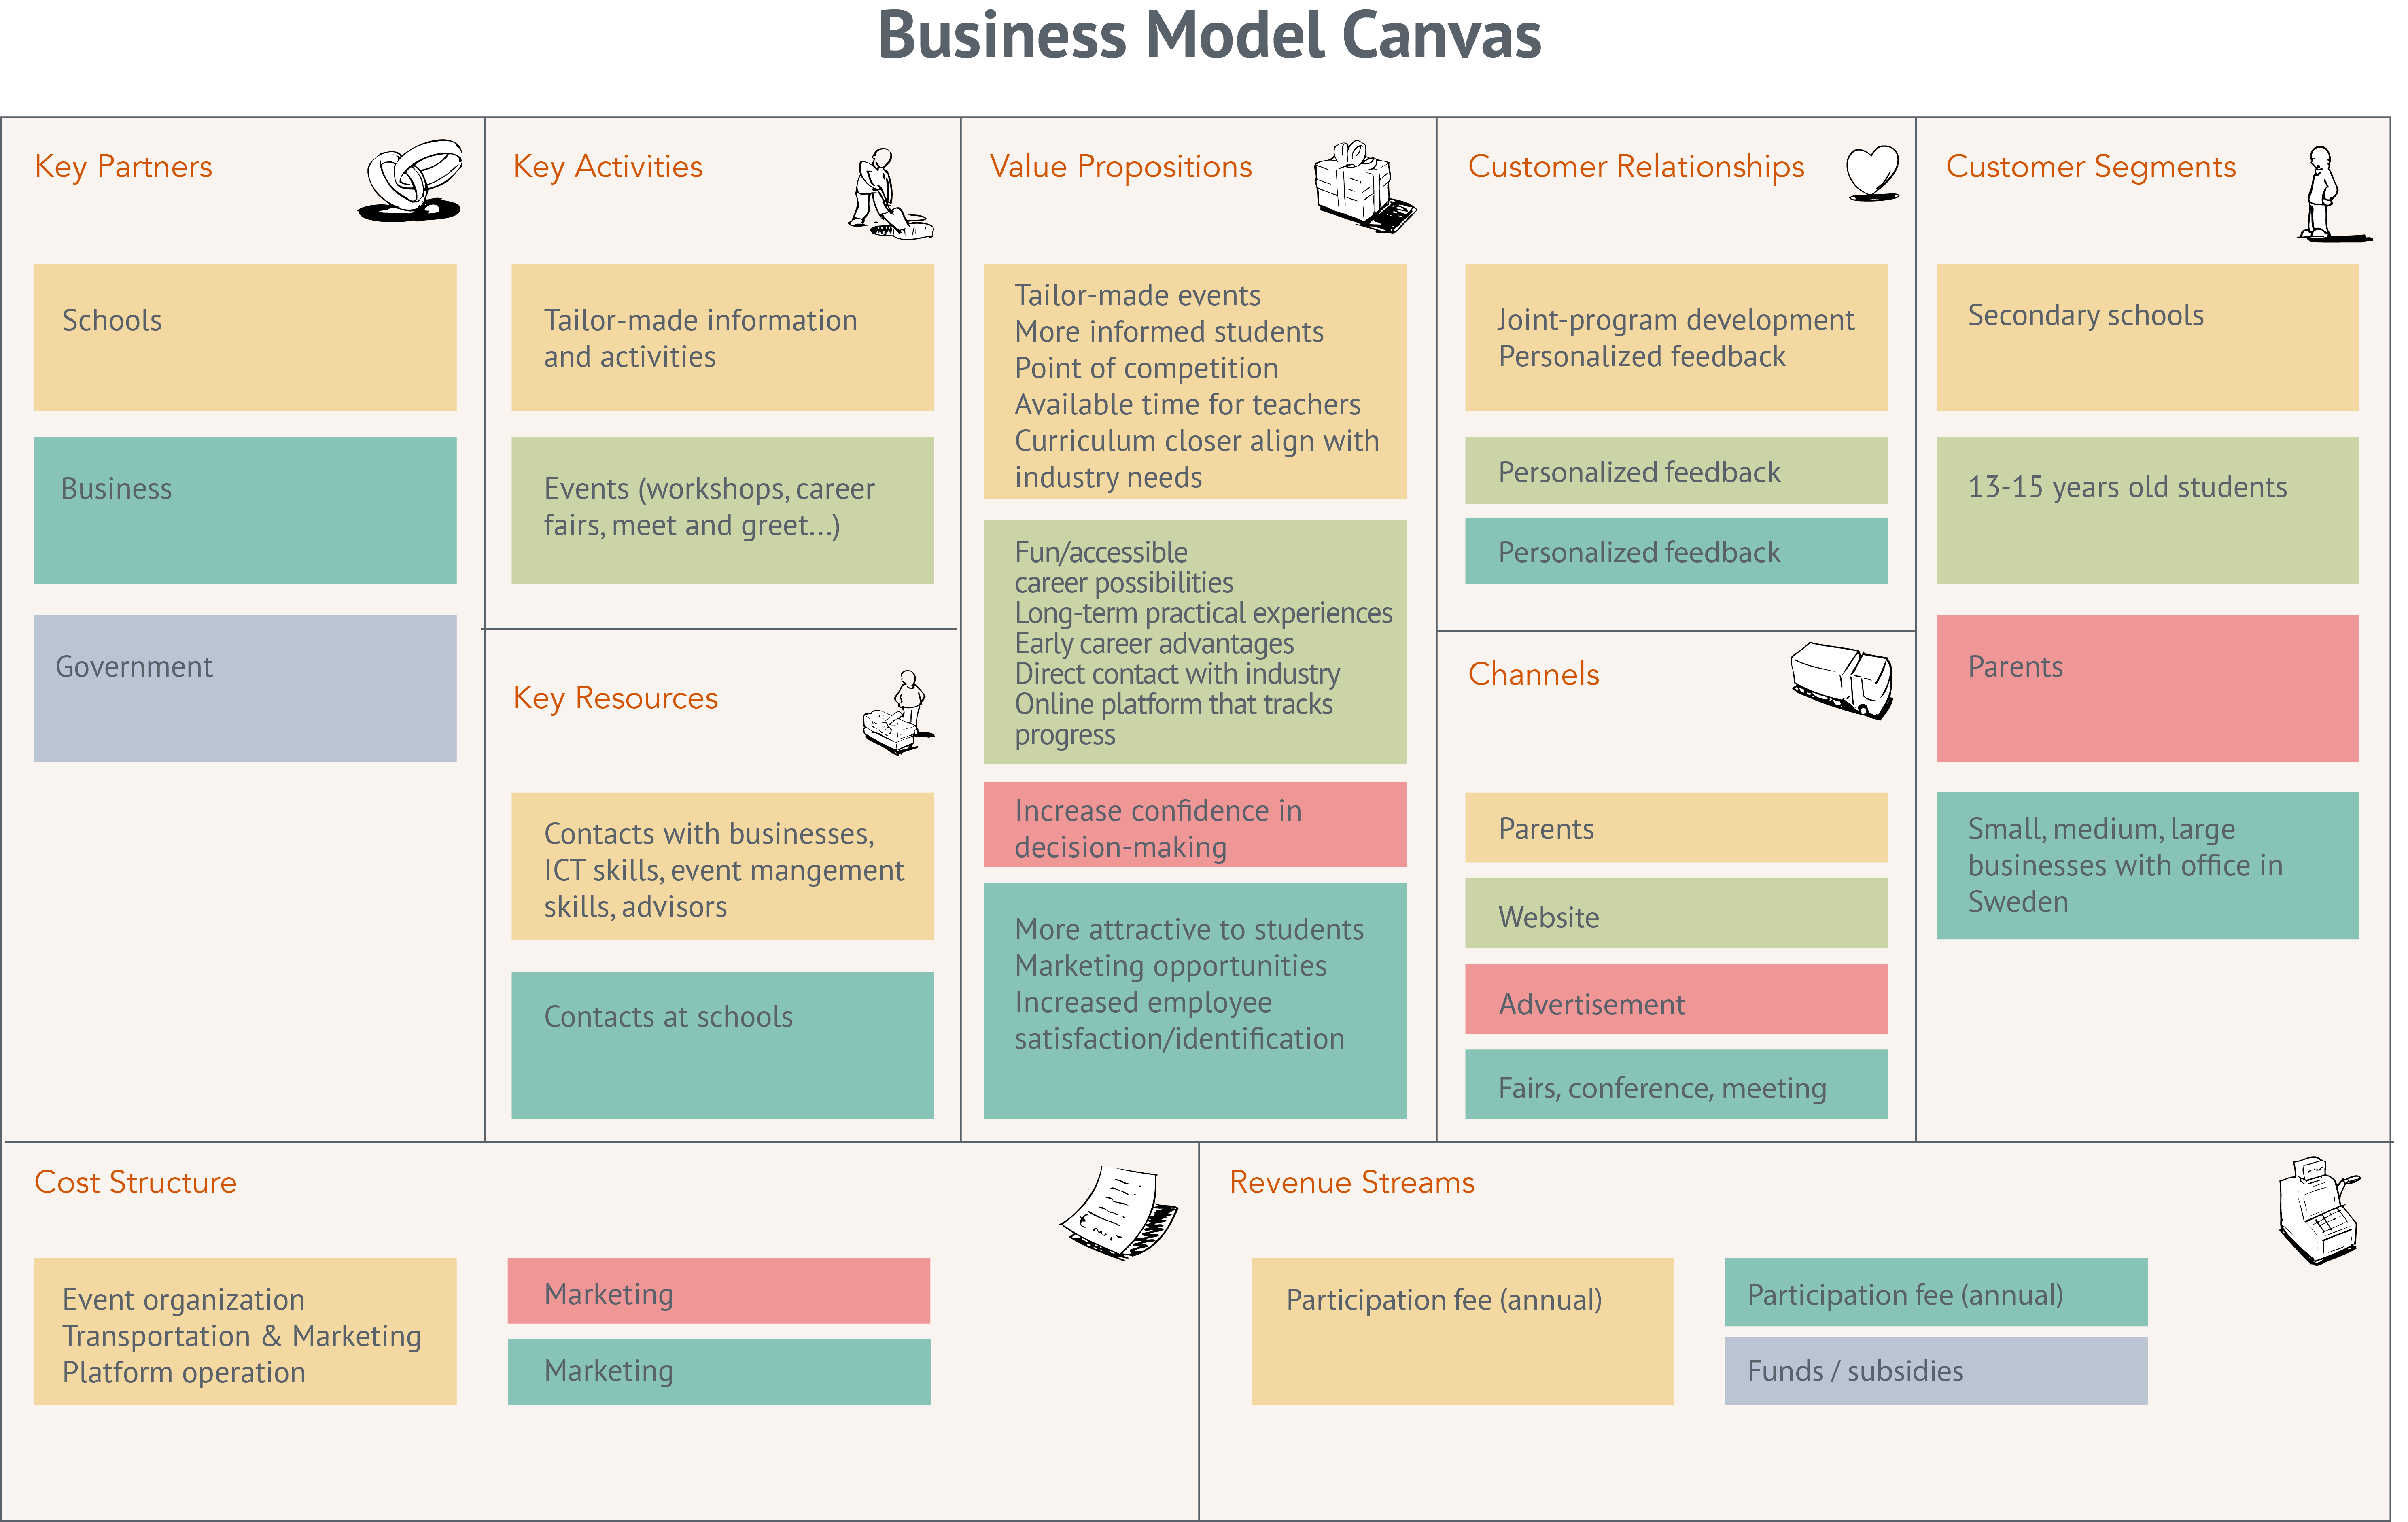 Business Model Canvas
Key Partners
Schools
Business
Government
Key Activities
Tailor-made information
and activities
Events (workshops, career
fairs, meet and greet...)
Key Resources
Contacts with businesses,
ICT skills, event mangement
skills, advisors
Contacts at schools
Value Propositions
Tailor-made events
More informed students
Point of competition
Available time for teachers
Curriculum closer align with
industry needs
Fun/accessible
career possibilities
Long-term practical experiences
Early career advantages
Direct contact with industry
Online platform that tracks
progress
Increase confidence in
decision-making
More attractive to students
Marketing opportunities
Increased employee
satisfaction/identification
Customer Relationships
Joint-program development
Personalized feedback
Personalized feedback
Personalized feedback
Channels
Parents
Website
Advertisement
Fairs, conference, meeting
Customer Segments
Secondary schools
13-15 years old students
Parents
Small, medium, large
businesses with office in
Sweden
Cost Structure
Event organization
Transportation & Marketing
Platform operation
Marketing
Marketing
Revenue Streams
Participation fee (annual)
Participation fee (annual)
Funds / subsidies